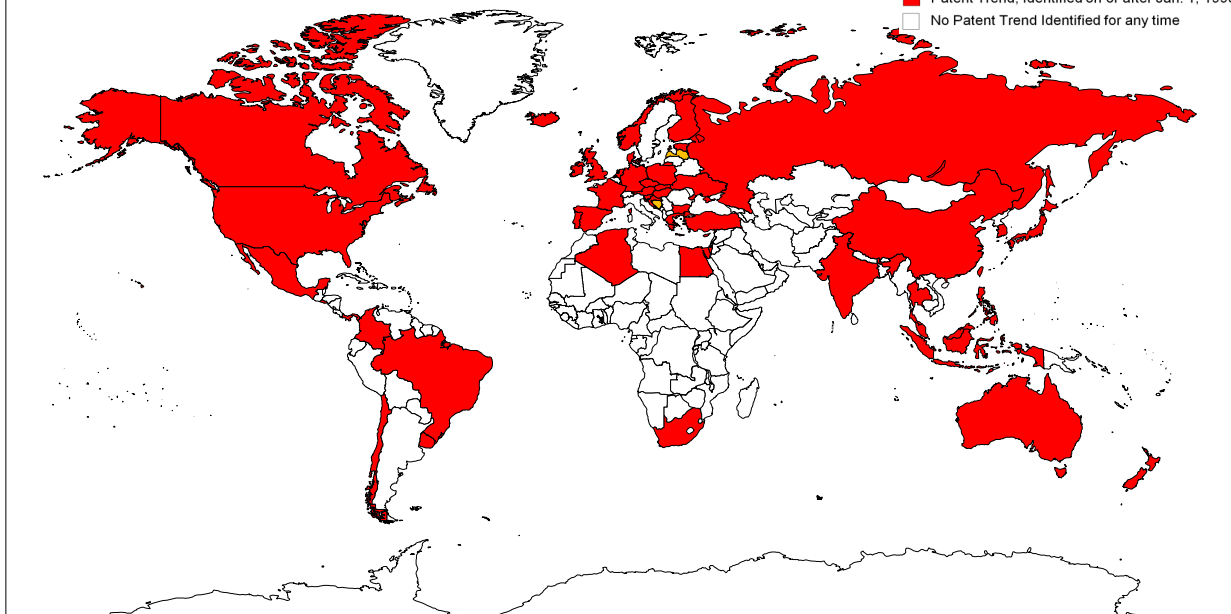 Patent Trend, Identified on or after Jan. 1,
No Patent Trend Identified for any time